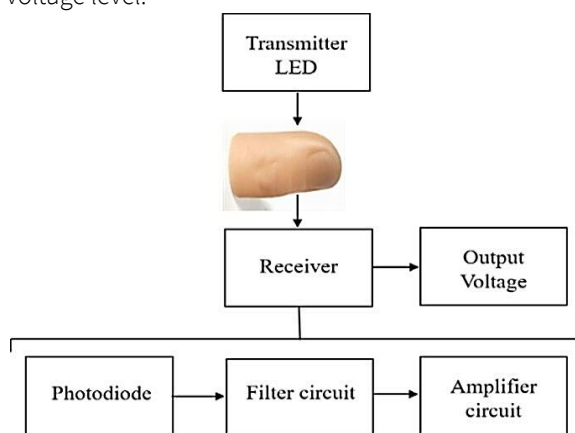 voltage level.
Transmitter
LED
Receiver
Output
Voltage
Photodiode
Filter circuit
Amplifier
circuit